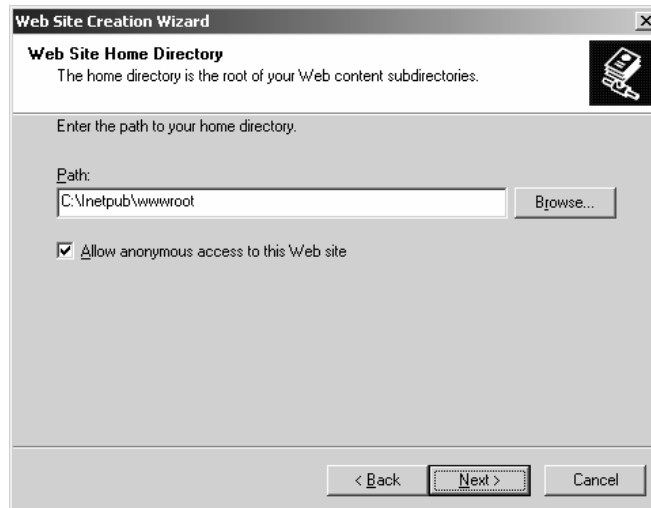 Web Site Creation Wizard
Web Site Home Directory
The home directory is the root of your Web content subdirectories.
Enter the path to your home directory.
Path:
C:\Inetpub\wwwroot
Browse...
Allow anonymous access to this Web site
< Back
Next >
Cancel